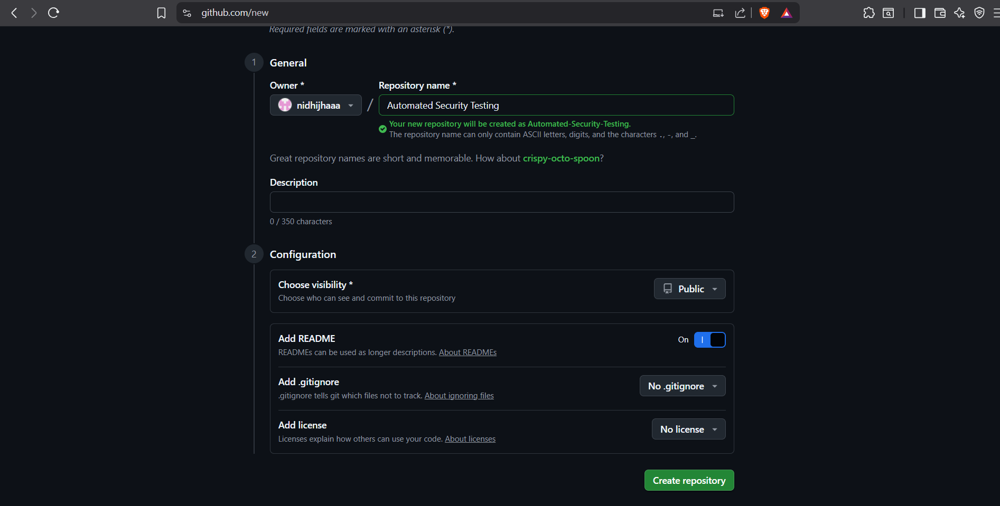 github.com/new
Required fields are marked with an asterisk (*).
1
General
Owner *
Repository name *
nidhijhaaa
/
Automated Security Testing
Your new repository will be created as Automated-Security-Testing.
The repository name can only contain ASCII letters, digits, and the characters ., -, and _.
Great repository names are short and memorable. How about crispy-octo-spoon?
Description
0 / 350 characters
2
Configuration
Choose visibility *
Public
Choose who can see and commit to this repository
Add README
On
READMEs can be used as longer descriptions. About READMEs
Add .gitignore
No .gitignore
.gitignore tells git which files not to track. About ignoring files
Add license
No license
Licenses explain how others can use your code. About licenses
Create repository